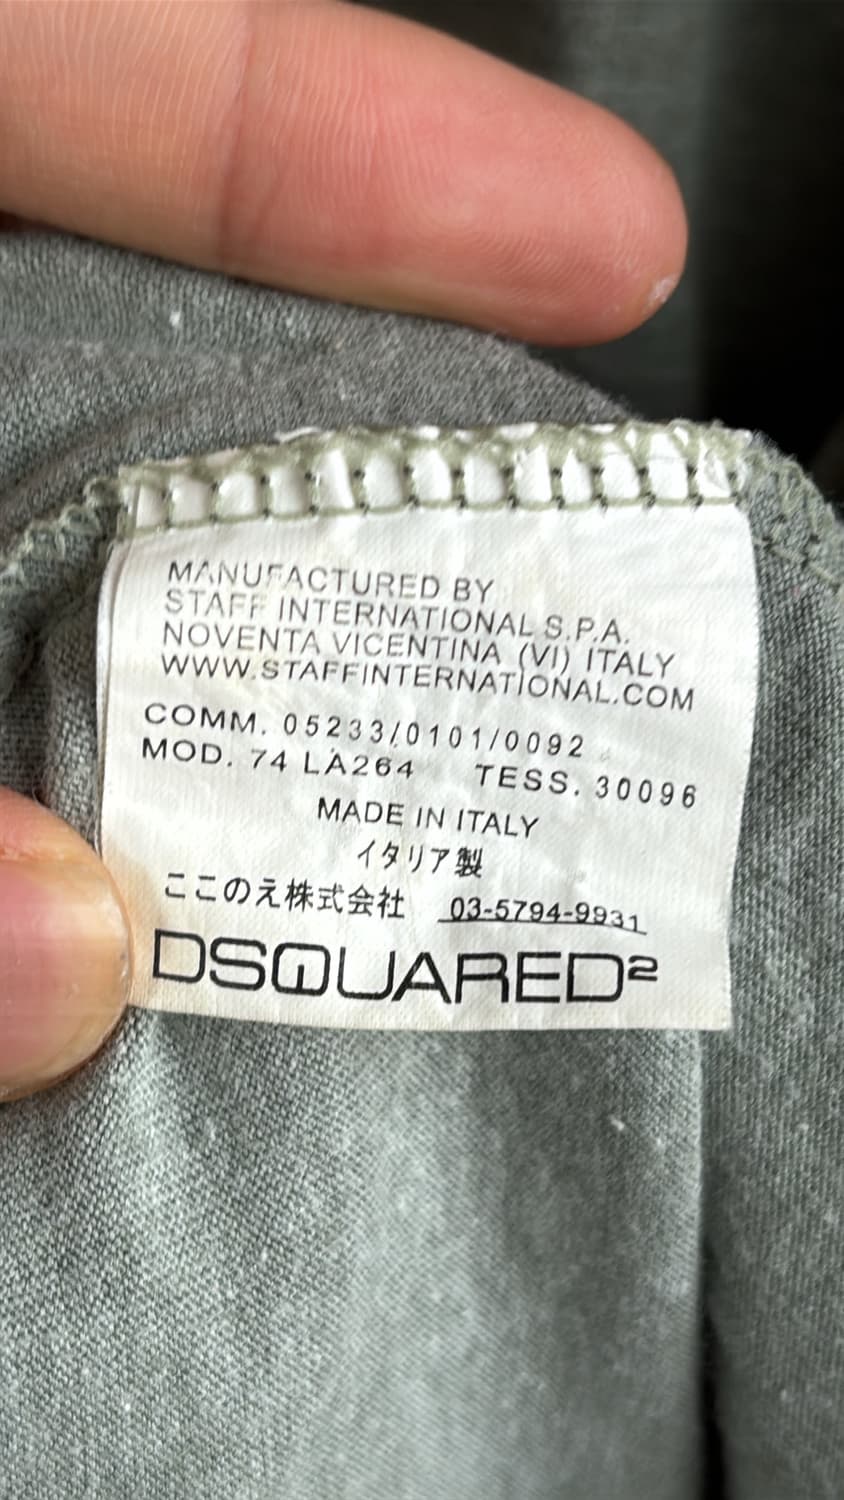 MANUFACTURED BY
STAFF INTERNATIONAL S.P.A.
NOVENTA VICENTINA (VI) ITALY
WWW.STAFFINTERNATIONAL.COM
COMM. 05233/0101/0092
MOD. 74 LA264 TESS. 30096
MADE IN ITALY
イタリア製
ここのえ株式会社 03-5794-9931
DSQUARED²